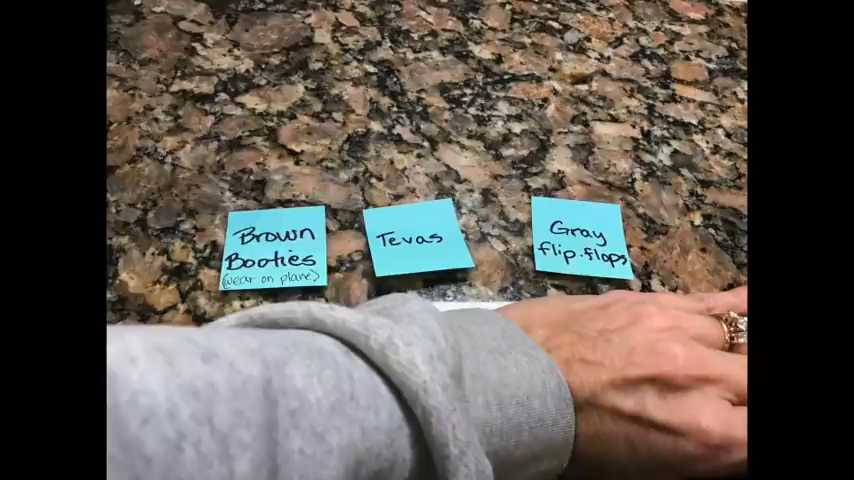 Brown
Booties
(wear on plane)
Tevas
Gray
flip-flops